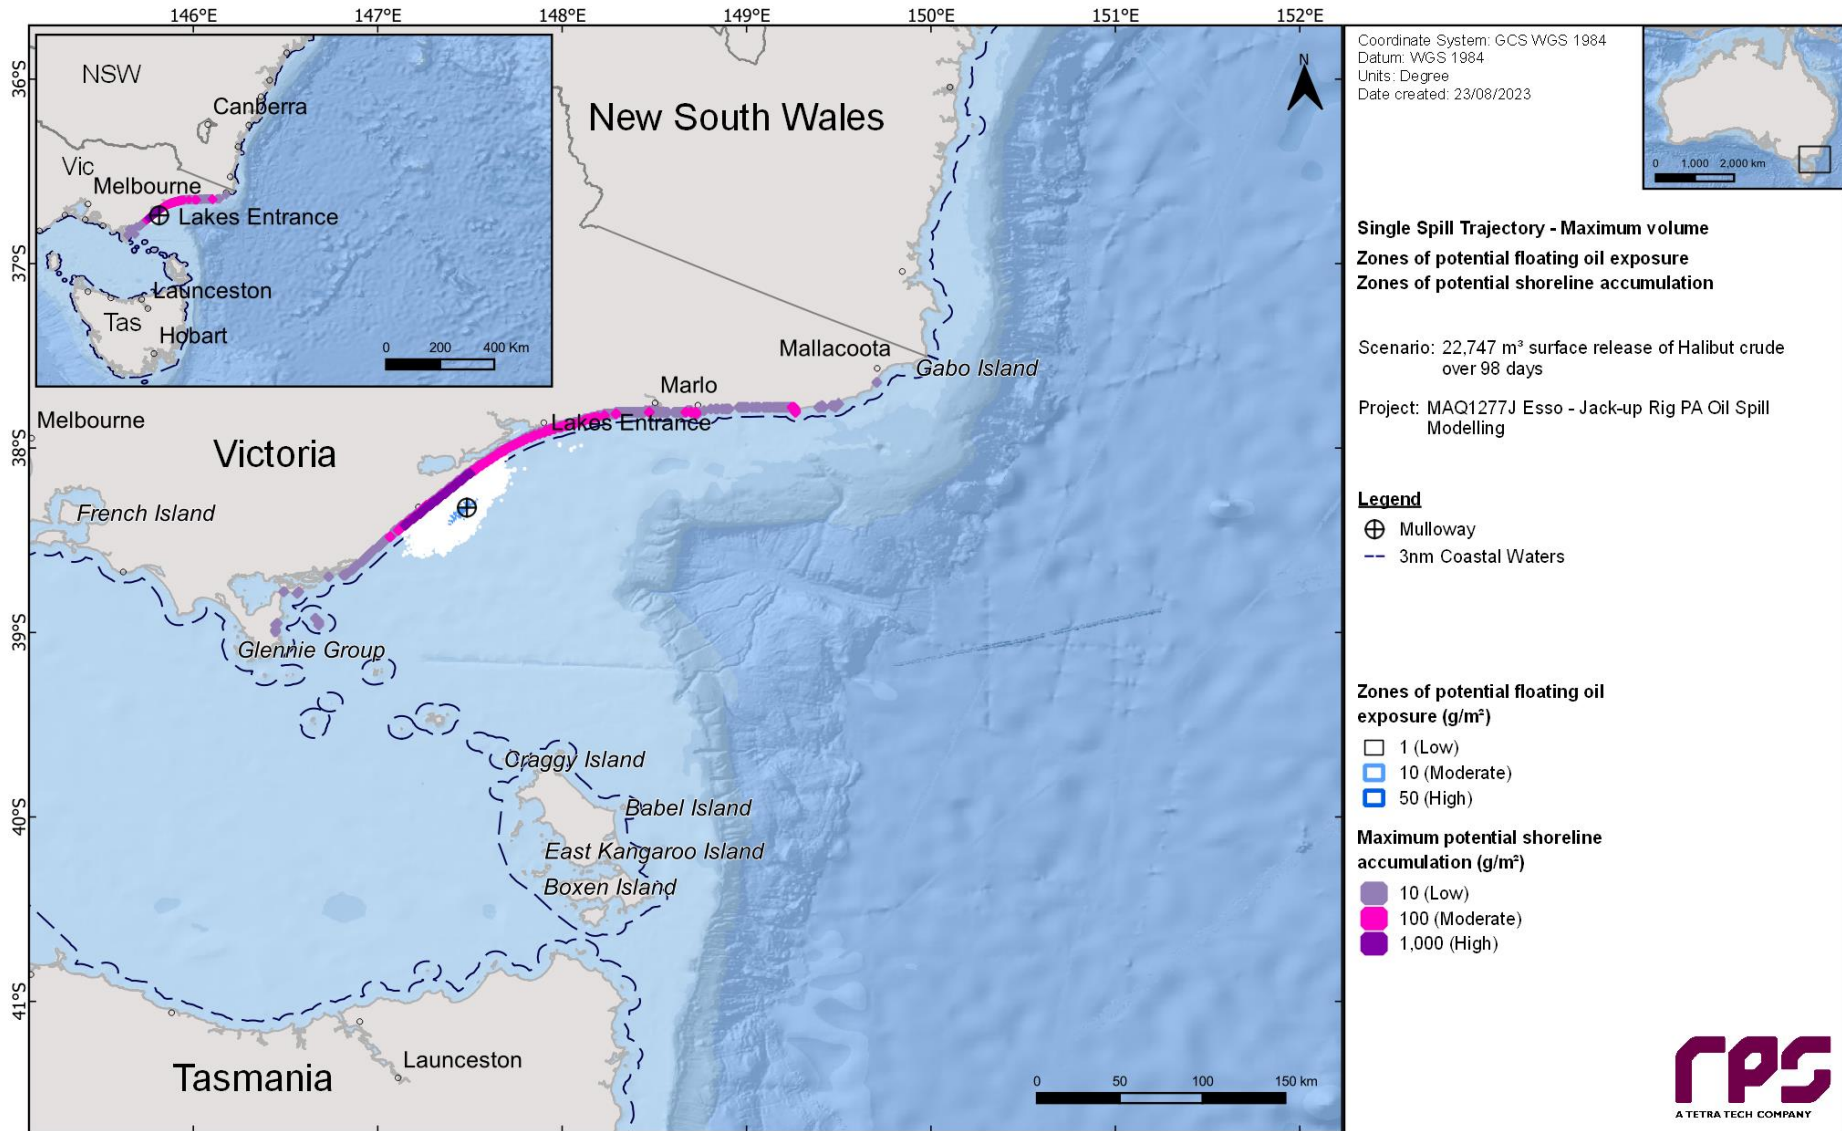 146°E 147°E 148°E 149°E 150°E 151°E 152°E
36°S
37°S
38°S
39°S
40°S
41°S
NSW
Canberra
Vic
Melbourne
Lakes Entrance
Launceston
Tas
Hobart
0 200 400 Km
New South Wales
N
Mallacoota
Gabo Island
Marlo
Lakes Entrance
Melbourne
Victoria
French Island
Glennie Group
Craggy Island
Babel Island
East Kangaroo Island
Boxen Island
Launceston
Tasmania
0 50 100 150 km
Coordinate System: GCS WGS 1984
Datum: WGS 1984
Units: Degree
Date created: 23/08/2023
0 1,000 2,000 km
Single Spill Trajectory - Maximum volume
Zones of potential floating oil exposure
Zones of potential shoreline accumulation
Scenario: 22,747 m³ surface release of Halibut crude
over 98 days
Project: MAQ1277J Esso - Jack-up Rig PA Oil Spill
Modelling
Legend
Mulloway
3nm Coastal Waters
Zones of potential floating oil
exposure (g/m²)
1 (Low)
10 (Moderate)
50 (High)
Maximum potential shoreline
accumulation (g/m²)
10 (Low)
100 (Moderate)
1,000 (High)
rps
A TETRA TECH COMPANY